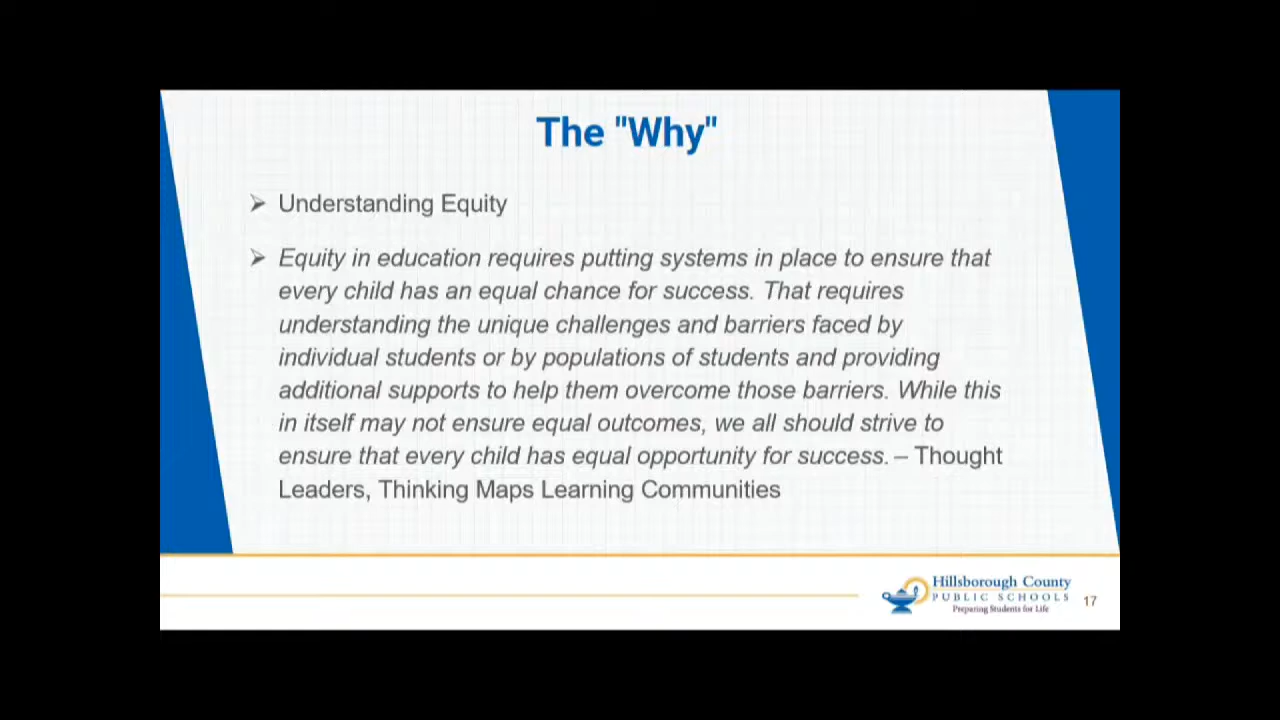 The "Why"
Understanding Equity
Equity in education requires putting systems in place to ensure that
every child has an equal chance for success. That requires
understanding the unique challenges and barriers faced by
individual students or by populations of students and providing
additional supports to help them overcome those barriers. While this
in itself may not ensure equal outcomes, we all should strive to
ensure that every child has equal opportunity for success. – Thought
Leaders, Thinking Maps Learning Communities
Hillsborough County
PUBLIC SCHOOLS
Preparing Students for Life
17